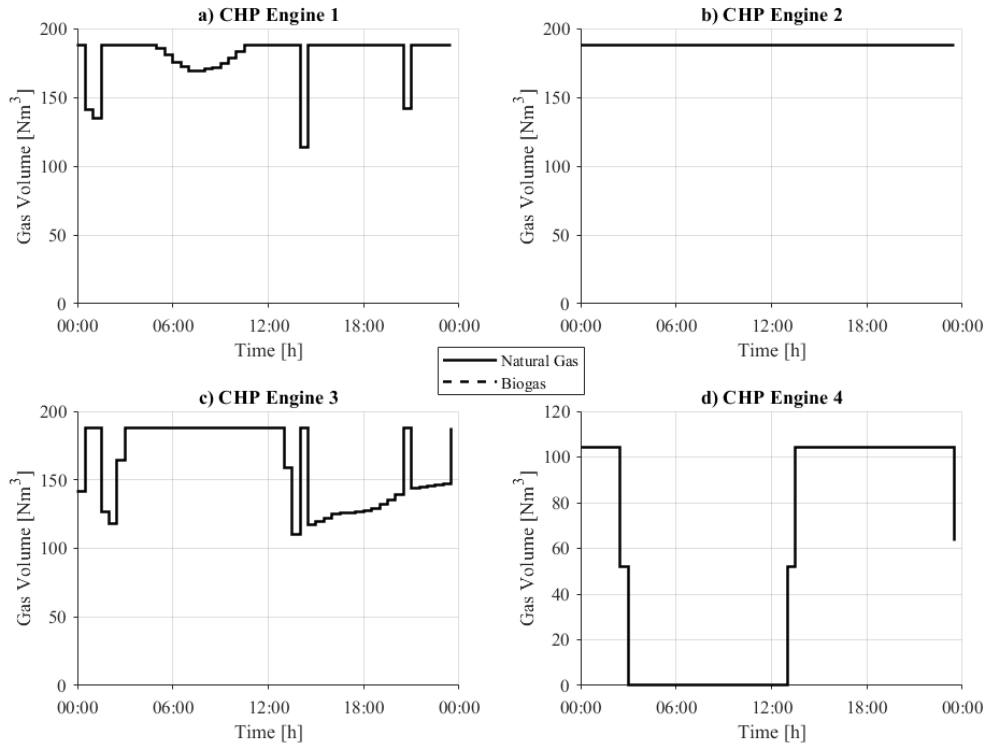 a) CHP Engine 1
200
150
100
50
0
Gas Volume [Nm³]
00:00 06:00 12:00 18:00 00:00
Time [h]
b) CHP Engine 2
200
150
100
50
0
Gas Volume [Nm³]
00:00 06:00 12:00 18:00 00:00
Time [h]
Natural Gas
Biogas
c) CHP Engine 3
200
150
100
50
0
Gas Volume [Nm³]
00:00 06:00 12:00 18:00 00:00
Time [h]
d) CHP Engine 4
120
100
80
60
40
20
0
Gas Volume [Nm³]
00:00 06:00 12:00 18:00 00:00
Time [h]